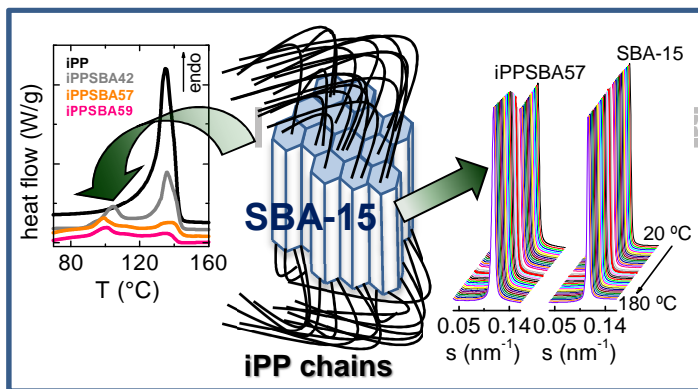 iPP
iPPSBA42
iPPSBA57
iPPSBA59
endo
heat flow (W/g)
80
120
160
T (°C)
SBA-15
iPP chains
iPPSBA57
SBA-15
20 ºC
180 ºC
0.05 0.14
0.05 0.14
s (nm-1)
s (nm-1)